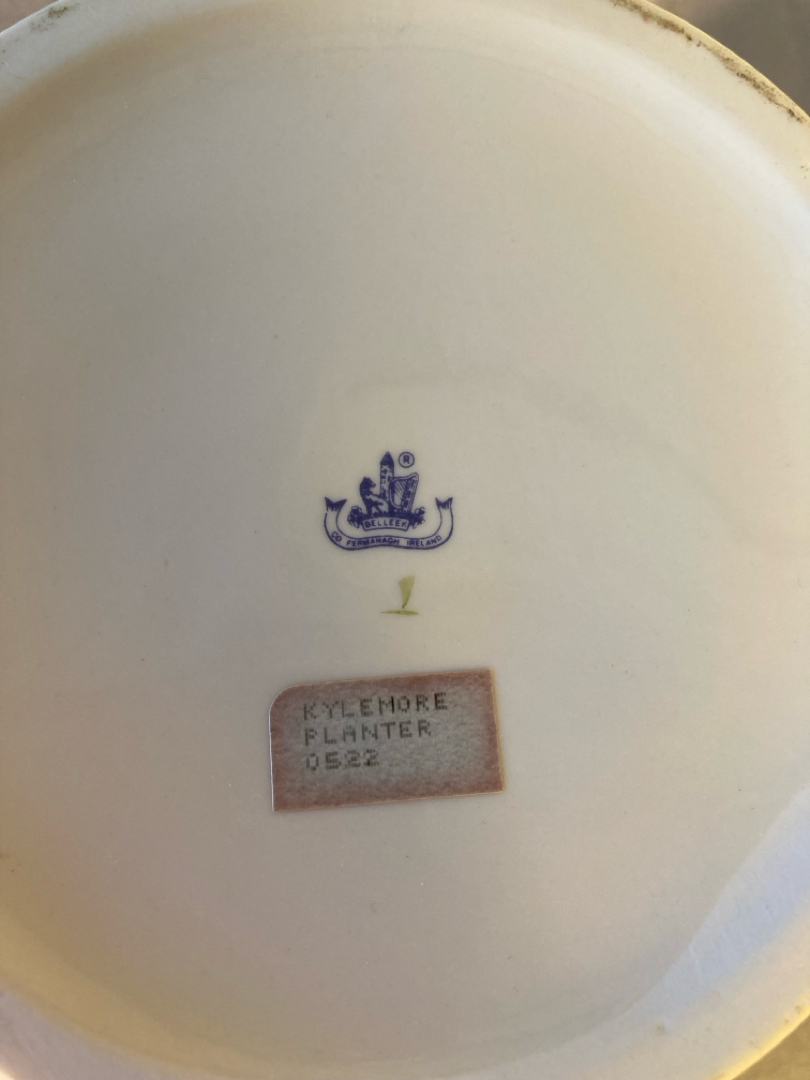 ®
BELLEEK
CO FERMANAGH IRELAND
KYLEMORE
PLANTER
0522